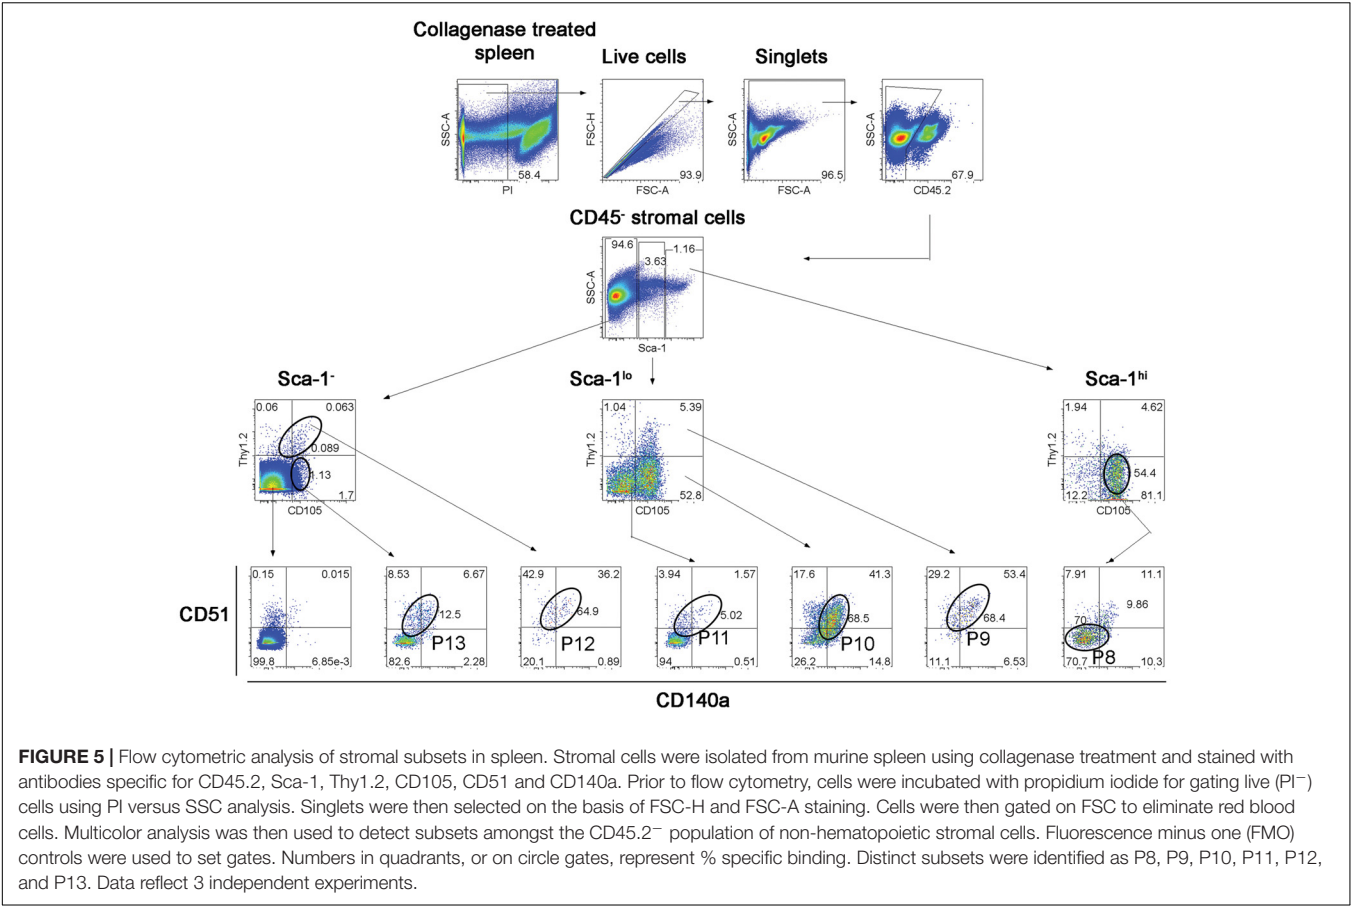 Collagenase treated
spleen
Live cells
Singlets
SSC-A
58.4
PI
FSC-H
93.9
FSC-A
SSC-A
96.5
FSC-A
SSC-A
67.9
CD45.2
CD45- stromal cells
94.6
3.63
1.16
SSC-A
Sca-1
Sca-1-
Sca-1lo
Sca-1hi
0.06 0.063
Thy1.2
0.089
1.13
1.7
CD105
1.04 5.39
Thy1.2
52.8
CD105
1.94 4.62
Thy1.2
54.4
12.2 81.1
CD105
CD51
0.15 0.015
99.8 6.85e-3
8.53 6.67
12.5
P13
82.6 2.28
42.9 36.2
64.9
P12
20.1 0.89
3.94 1.57
5.02
P11
94 0.51
17.6 41.3
68.5
P10
26.2 14.8
29.2 53.4
68.4
P9
11.1 6.53
7.91 11.1
9.86
70
P8
70.7 10.3
CD140a
FIGURE 5 | Flow cytometric analysis of stromal subsets in spleen. Stromal cells were isolated from murine spleen using collagenase treatment and stained with
antibodies specific for CD45.2, Sca-1, Thy1.2, CD105, CD51 and CD140a. Prior to flow cytometry, cells were incubated with propidium iodide for gating live (PI−)
cells using PI versus SSC analysis. Singlets were then selected on the basis of FSC-H and FSC-A staining. Cells were then gated on FSC to eliminate red blood
cells. Multicolor analysis was then used to detect subsets amongst the CD45.2− population of non-hematopoietic stromal cells. Fluorescence minus one (FMO)
controls were used to set gates. Numbers in quadrants, or on circle gates, represent % specific binding. Distinct subsets were identified as P8, P9, P10, P11, P12,
and P13. Data reflect 3 independent experiments.